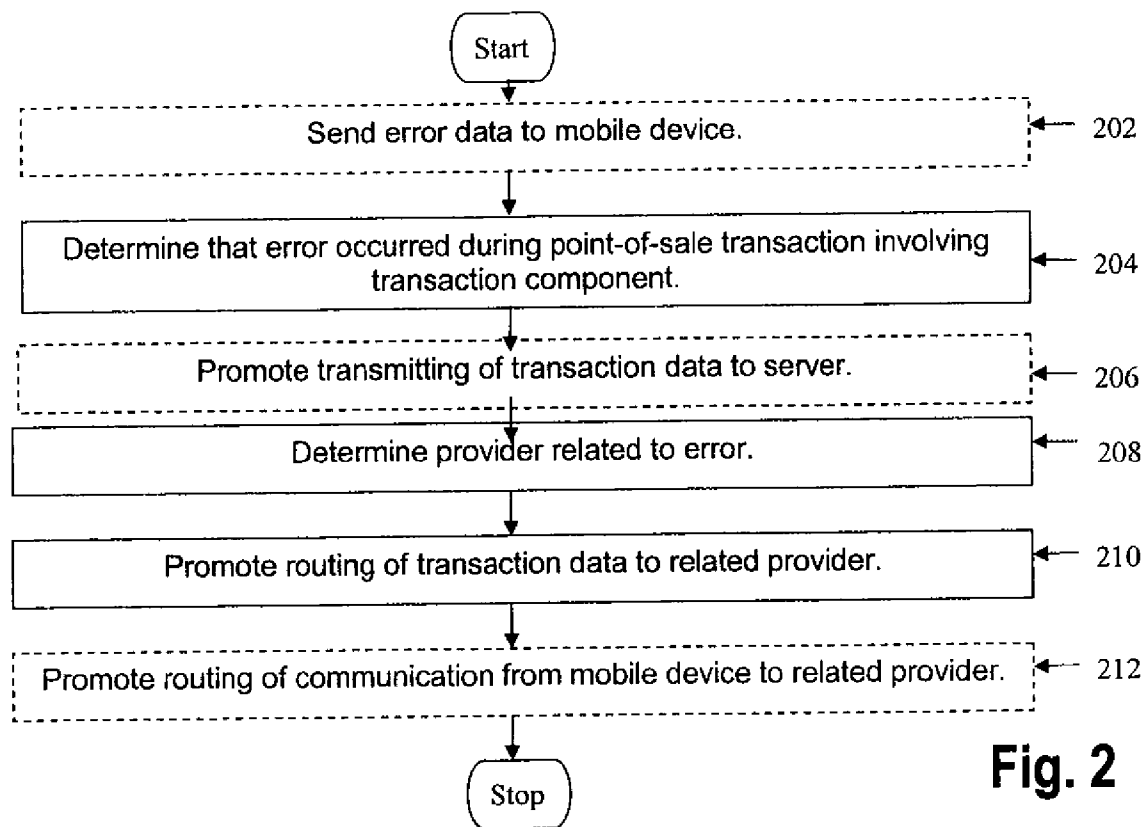 Start
Send error data to mobile device.
202
Determine that error occurred during point-of-sale transaction involving
transaction component.
204
Promote transmitting of transaction data to server.
206
Determine provider related to error.
208
Promote routing of transaction data to related provider.
210
Promote routing of communication from mobile device to related provider.
212
Stop
Fig. 2